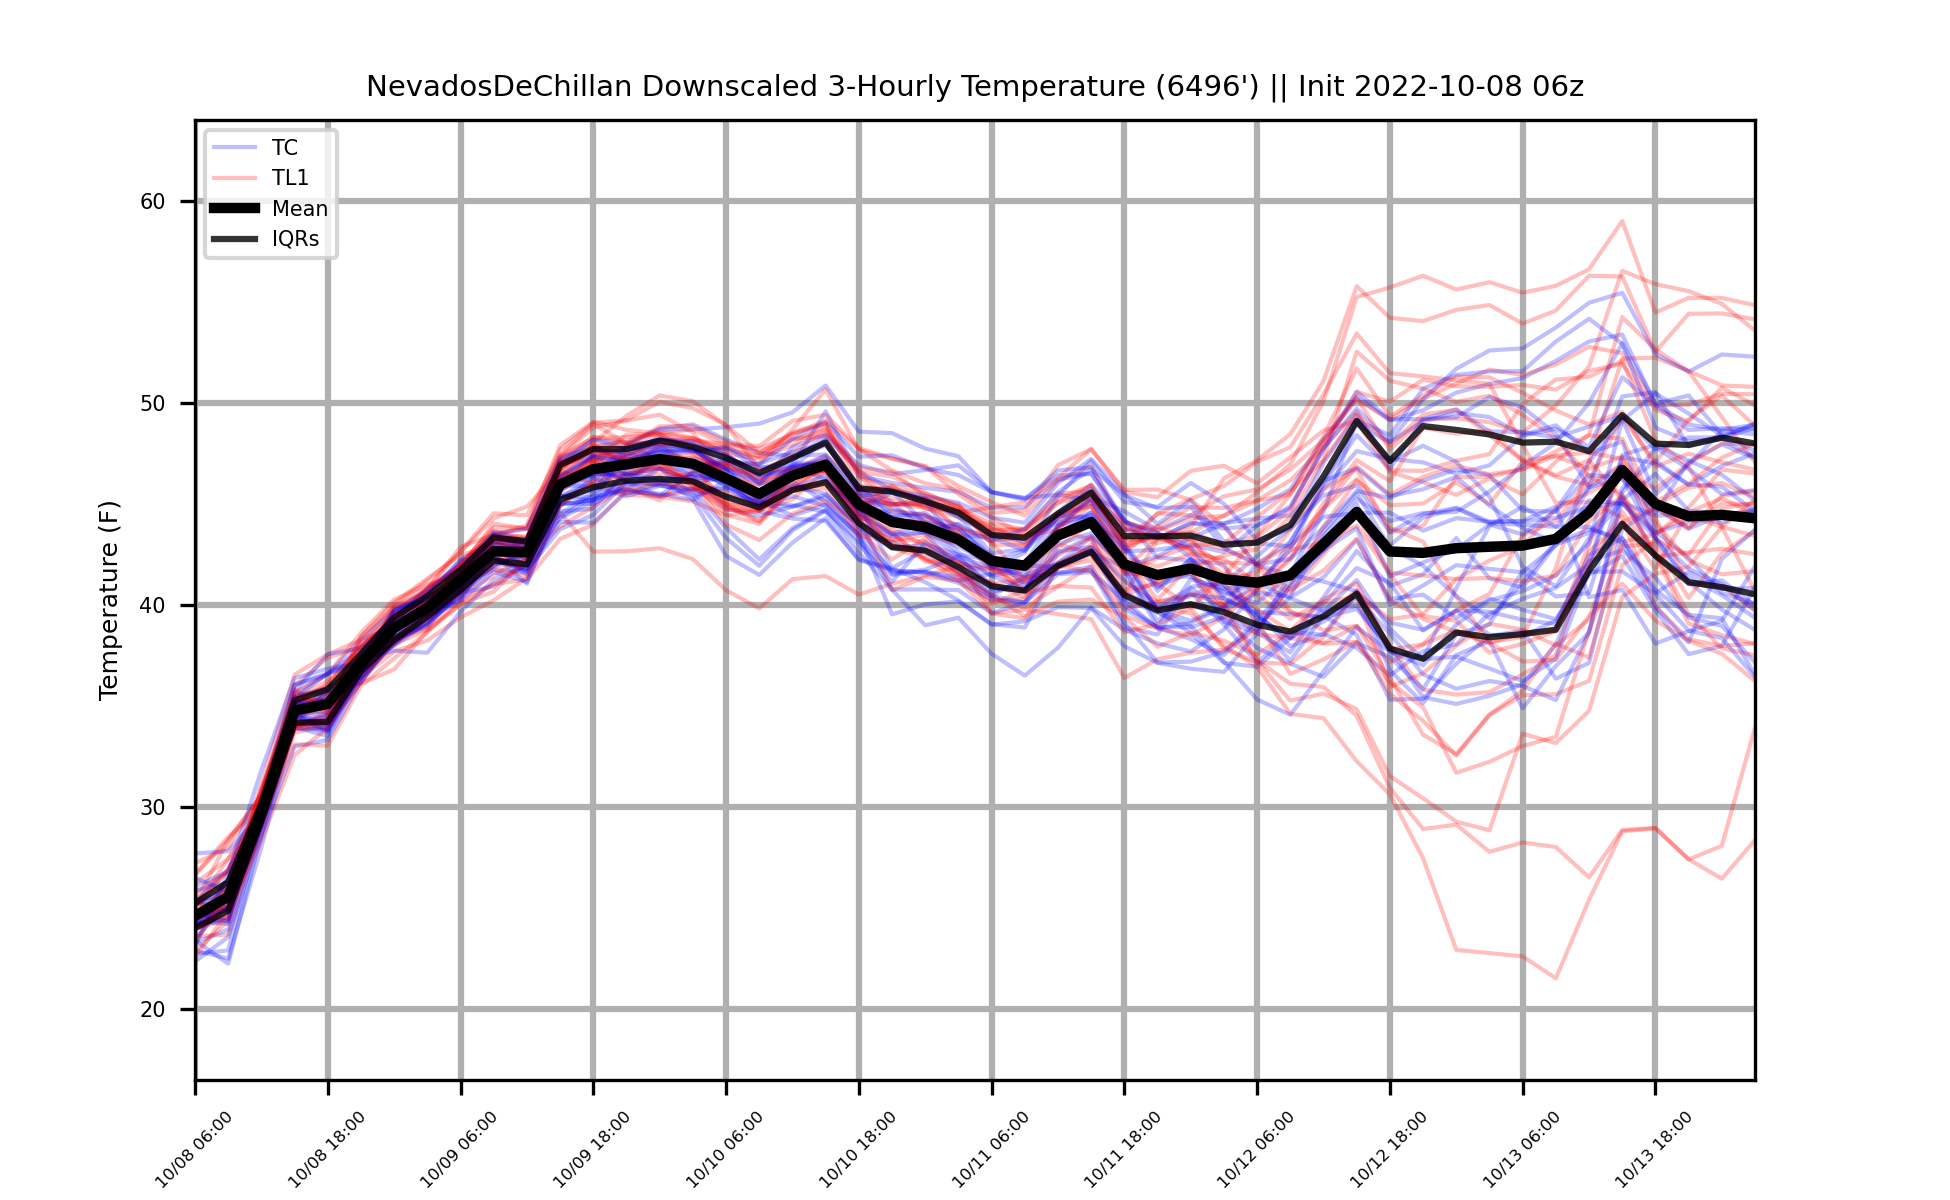 NevadosDeChillan Downscaled 3-Hourly Temperature (6496') || Init 2022-10-08 06z
TC
TL1
Mean
IQRs
Temperature (F)
60
50
40
30
20
10/08 06:00
10/08 18:00
10/09 06:00
10/09 18:00
10/10 06:00
10/10 18:00
10/11 06:00
10/11 18:00
10/12 06:00
10/12 18:00
10/13 06:00
10/13 18:00